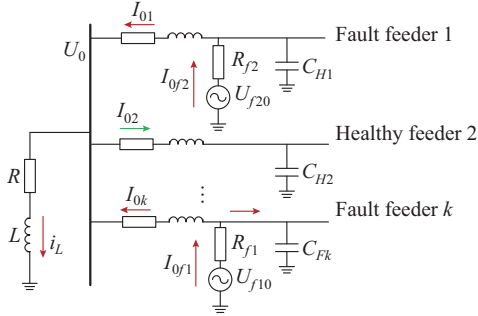 I01
Fault feeder 1
U0
Rf2
CH1
I0f2
Uf20
I02
Healthy feeder 2
CH2
R
⋮
I0k
Fault feeder k
L
iL
Rf1
CFk
I0f1
Uf10